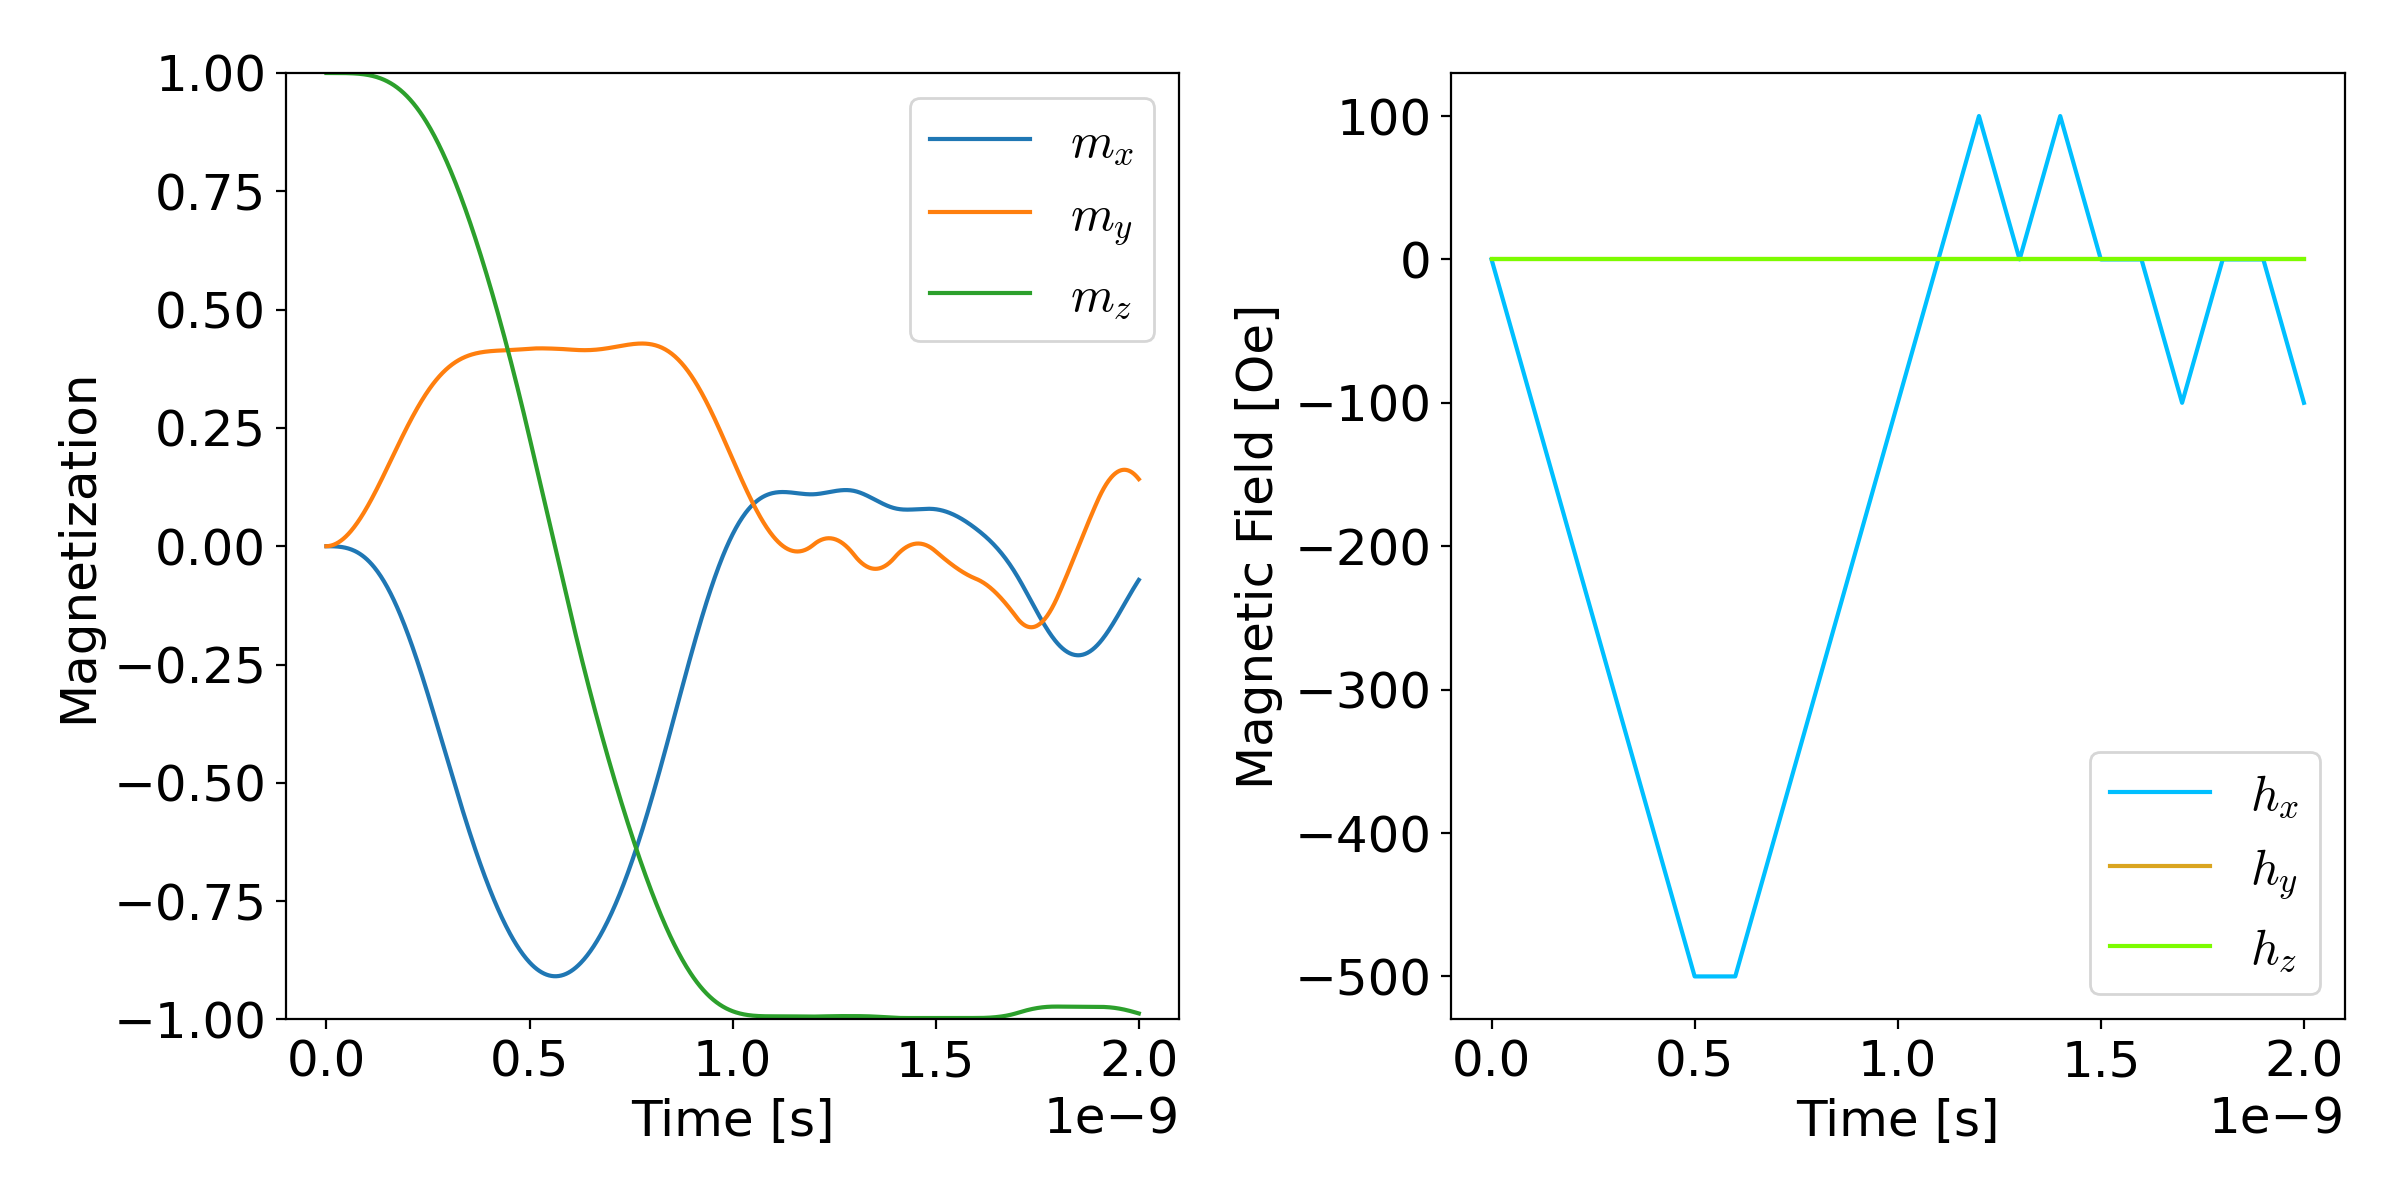 1.00
0.75
0.50
0.25
0.00
−0.25
−0.50
−0.75
−1.00
Magnetization
0.0 0.5 1.0 1.5 2.0
Time [s]
1e−9
m_x
m_y
m_z
100
0
−100
−200
−300
−400
−500
Magnetic Field [Oe]
0.0 0.5 1.0 1.5 2.0
Time [s]
1e−9
h_x
h_y
h_z